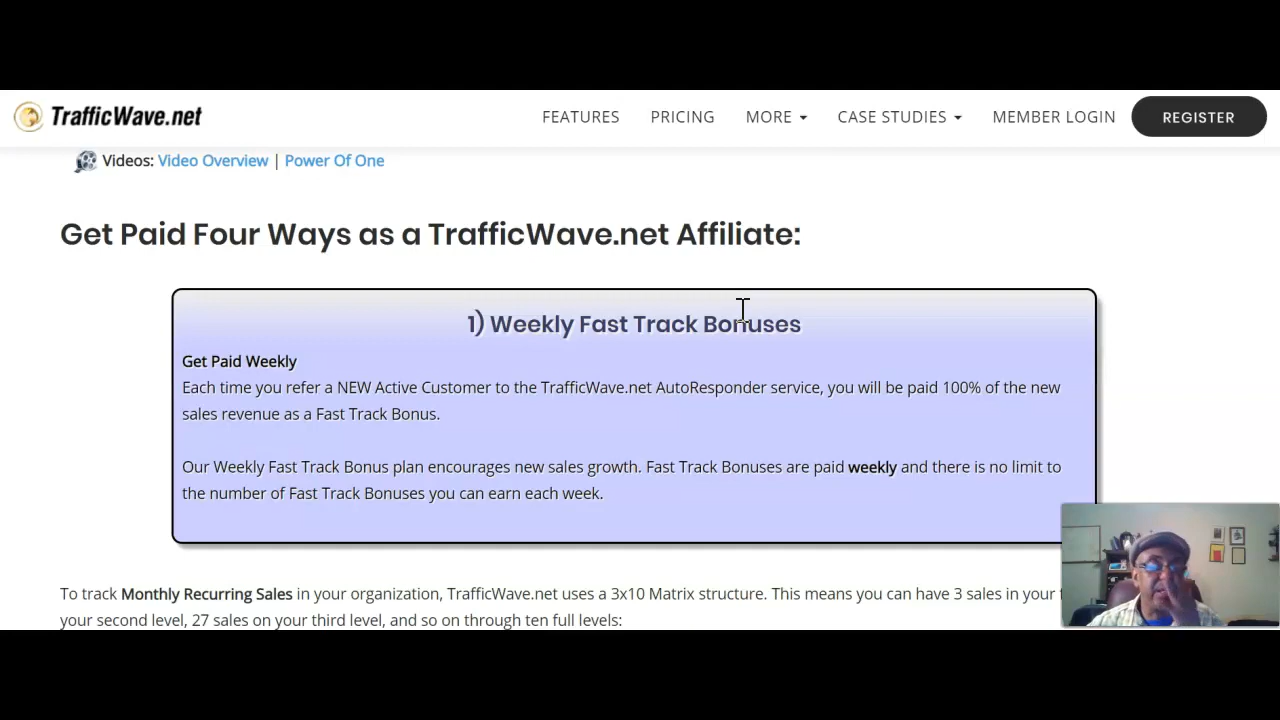 TrafficWave.net
FEATURES PRICING MORE CASE STUDIES MEMBER LOGIN REGISTER
Videos: Video Overview | Power Of One
Get Paid Four Ways as a TrafficWave.net Affiliate:
1) Weekly Fast Track Bonuses
Get Paid Weekly
Each time you refer a NEW Active Customer to the TrafficWave.net AutoResponder service, you will be paid 100% of the new
sales revenue as a Fast Track Bonus.
Our Weekly Fast Track Bonus plan encourages new sales growth. Fast Track Bonuses are paid weekly and there is no limit to
the number of Fast Track Bonuses you can earn each week.
To track Monthly Recurring Sales in your organization, TrafficWave.net uses a 3x10 Matrix structure. This means you can have 3 sales in your
your second level, 27 sales on your third level, and so on through ten full levels: